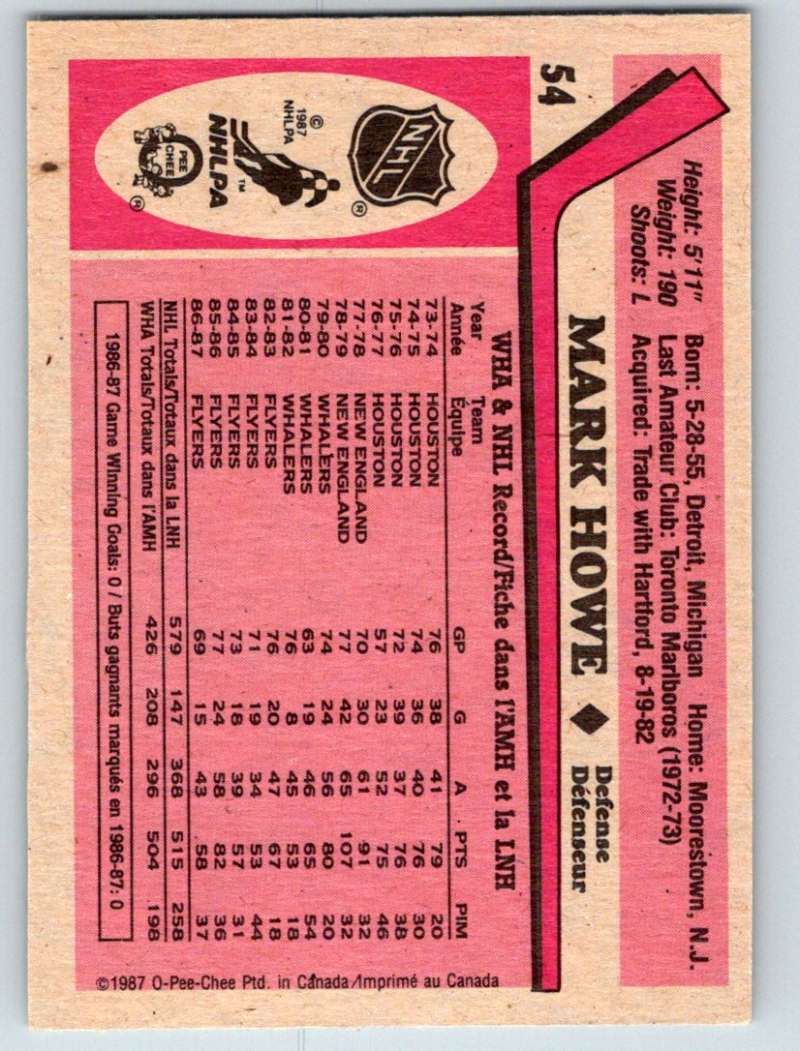 54
Height: 5'11" Born: 5-28-55, Detroit, Michigan Home: Moorestown, N.J.
Weight: 190 Last Amateur Club: Toronto Marlboros (1972-73)
Shoots: L Acquired: Trade with Hartford, 8-19-82
MARK HOWE ◆ Defense
Défenseur
NHL
®
© 1987 NHLPA
NHLPA
™
O PEE CHEE
®
WHA & NHL Record/Fiche dans l'AMH et la LNH
Year Team GP G A PTS PIM
Année Équipe
73-74 HOUSTON 76 38 41 79 20
74-75 HOUSTON 74 36 40 76 30
75-76 HOUSTON 72 39 37 76 38
76-77 HOUSTON 57 23 52 75 46
77-78 NEW ENGLAND 70 30 61 91 32
78-79 NEW ENGLAND 77 42 65 107 32
79-80 WHALERS 74 24 56 80 20
80-81 WHALERS 63 19 46 65 54
81-82 WHALERS 76 8 45 53 18
82-83 FLYERS 76 20 47 67 18
83-84 FLYERS 71 19 34 53 44
84-85 FLYERS 73 18 39 57 31
85-86 FLYERS 77 24 58 82 36
86-87 FLYERS 69 15 43 58 37
NHL Totals/Totaux dans la LNH 579 147 368 515 258
WHA Totals/Totaux dans l'AMH 426 208 296 504 198
1986-87 Game Winning Goals: 0 / Buts gagnants marqués en 1986-87: 0
©1987 O-Pee-Chee Ptd. in Canada/Imprimé au Canada